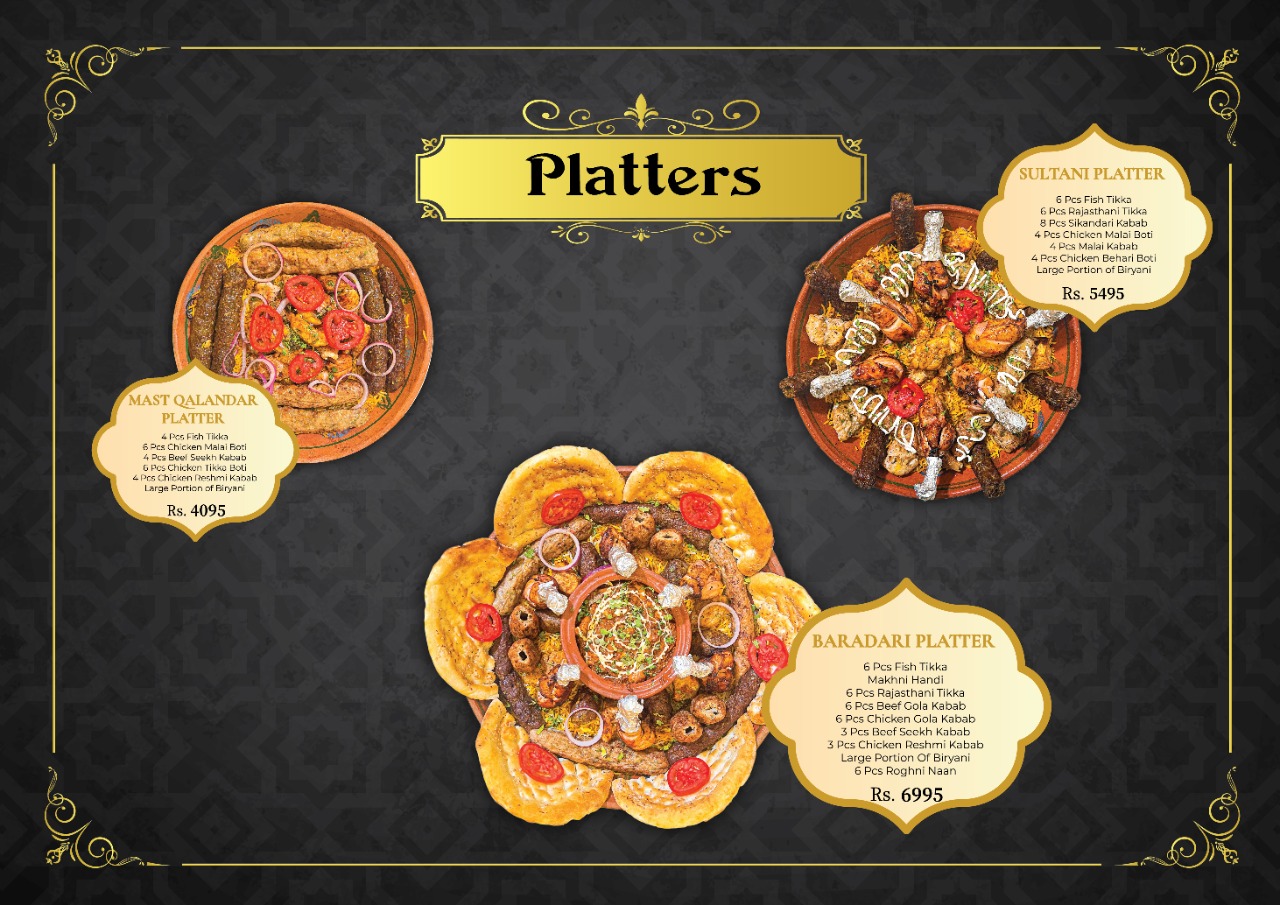 Platters
SULTANI PLATTER
6 Pcs Fish Tikka
6 Pcs Rajasthani Tikka
8 Pcs Sikandari Kabab
4 Pcs Chicken Malai Boti
4 Pcs Malai Kabab
4 Pcs Chicken Behari Boti
Large Portion of Biryani
Rs. 5495
MAST QALANDAR
PLATTER
4 Pcs Fish Tikka
6 Pcs Chicken Malai Boti
4 Pcs Beef Seekh Kabab
6 Pcs Chicken Tikka Boti
4 Pcs Chicken Reshmi Kabab
Large Portion of Biryani
Rs. 4095
BARADARI PLATTER
6 Pcs Fish Tikka
Makhni Handi
6 Pcs Rajasthani Tikka
6 Pcs Beef Gola Kabab
6 Pcs Chicken Gola Kabab
3 Pcs Beef Seekh Kabab
3 Pcs Chicken Reshmi Kabab
Large Portion Of Biryani
6 Pcs Roghni Naan
Rs. 6995